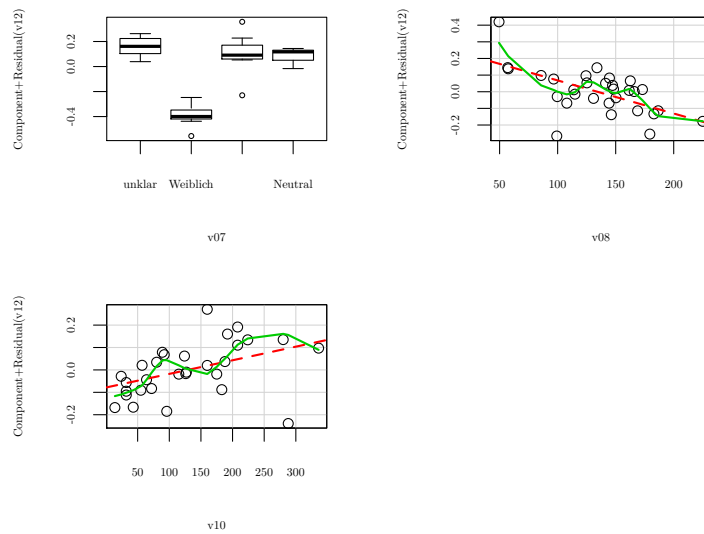 Component+Residual(v12)
0.2
0.0
-0.4
unklar Weiblich Neutral
v07
Component+Residual(v12)
0.4
0.2
0.0
-0.2
50 100 150 200
v08
Component+Residual(v12)
0.2
0.0
-0.2
50 100 150 200 250 300
v10